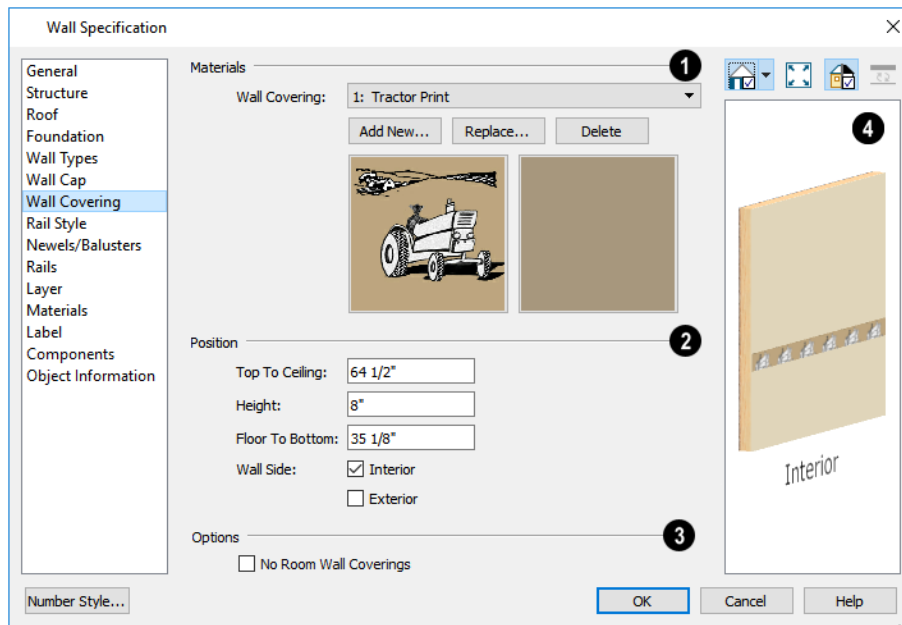 Wall Specification
General
Structure
Roof
Foundation
Wall Types
Wall Cap
Wall Covering
Rail Style
Newels/Balusters
Rails
Layer
Materials
Label
Components
Object Information
Materials
1
Wall Covering: 1: Tractor Print
Add New... Replace... Delete
Position
2
Top To Ceiling: 64 1/2"
Height: 8"
Floor To Bottom: 35 1/8"
Wall Side: Interior
Exterior
Options
3
No Room Wall Coverings
4
Interior
Number Style... OK Cancel Help